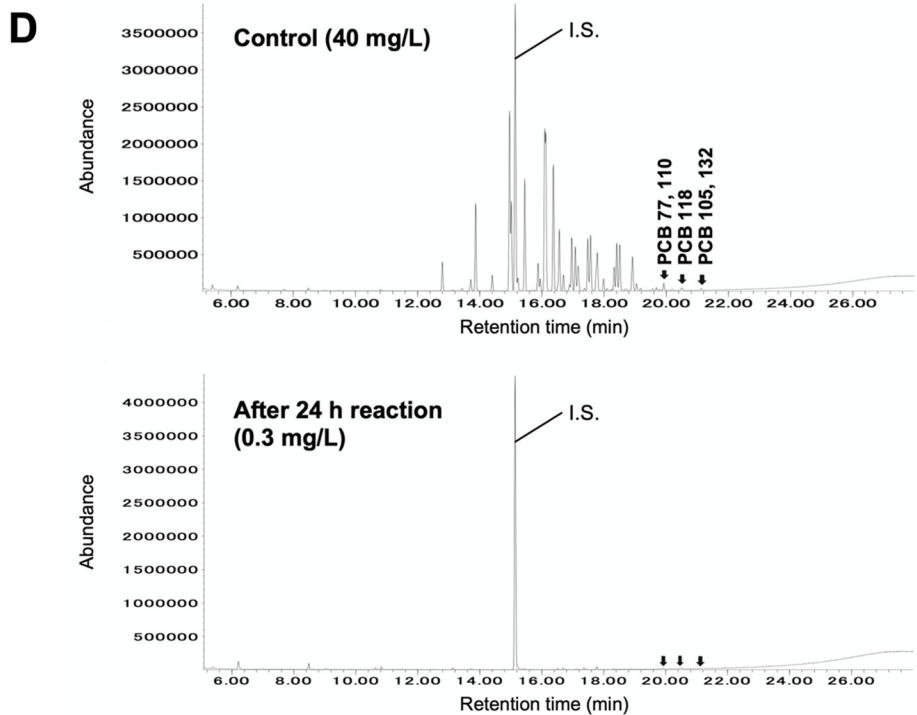 D
Control (40 mg/L)
I.S.
Abundance
3500000
3000000
2500000
2000000
1500000
1000000
500000
PCB 77, 110
PCB 118
PCB 105, 132
6.00 8.00 10.00 12.00 14.00 16.00 18.00 20.00 22.00 24.00 26.00
Retention time (min)
After 24 h reaction
(0.3 mg/L)
I.S.
Abundance
4000000
3500000
3000000
2500000
2000000
1500000
1000000
500000
6.00 8.00 10.00 12.00 14.00 16.00 18.00 20.00 22.00 24.00 26.00
Retention time (min)